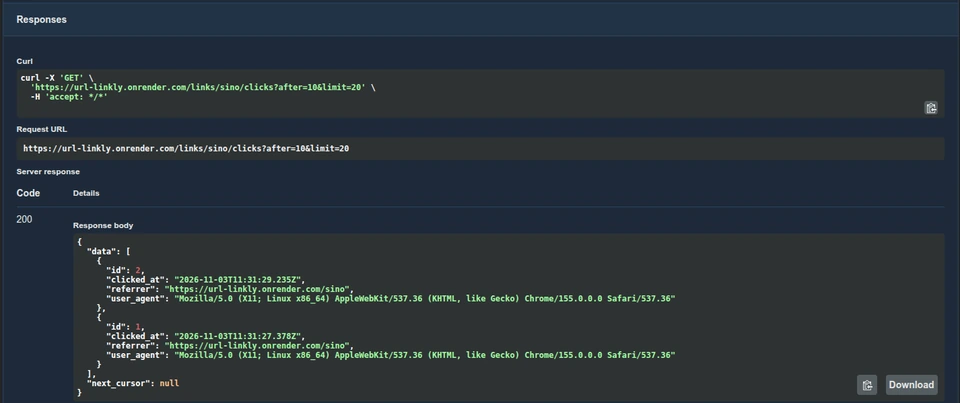 Responses
Curl
curl -X 'GET' \
  'https://url-linkly.onrender.com/links/sino/clicks?after=10&limit=20' \
  -H 'accept: */*'
Request URL
https://url-linkly.onrender.com/links/sino/clicks?after=10&limit=20
Server response
Code Details
200
Response body
{
  "data": [
    {
      "id": 2,
      "clicked_at": "2026-11-03T11:31:29.235Z",
      "referrer": "https://url-linkly.onrender.com/sino",
      "user_agent": "Mozilla/5.0 (X11; Linux x86_64) AppleWebKit/537.36 (KHTML, like Gecko) Chrome/155.0.0.0 Safari/537.36"
    },
    {
      "id": 1,
      "clicked_at": "2026-11-03T11:31:27.378Z",
      "referrer": "https://url-linkly.onrender.com/sino",
      "user_agent": "Mozilla/5.0 (X11; Linux x86_64) AppleWebKit/537.36 (KHTML, like Gecko) Chrome/155.0.0.0 Safari/537.36"
    }
  ],
  "next_cursor": null
}
Download